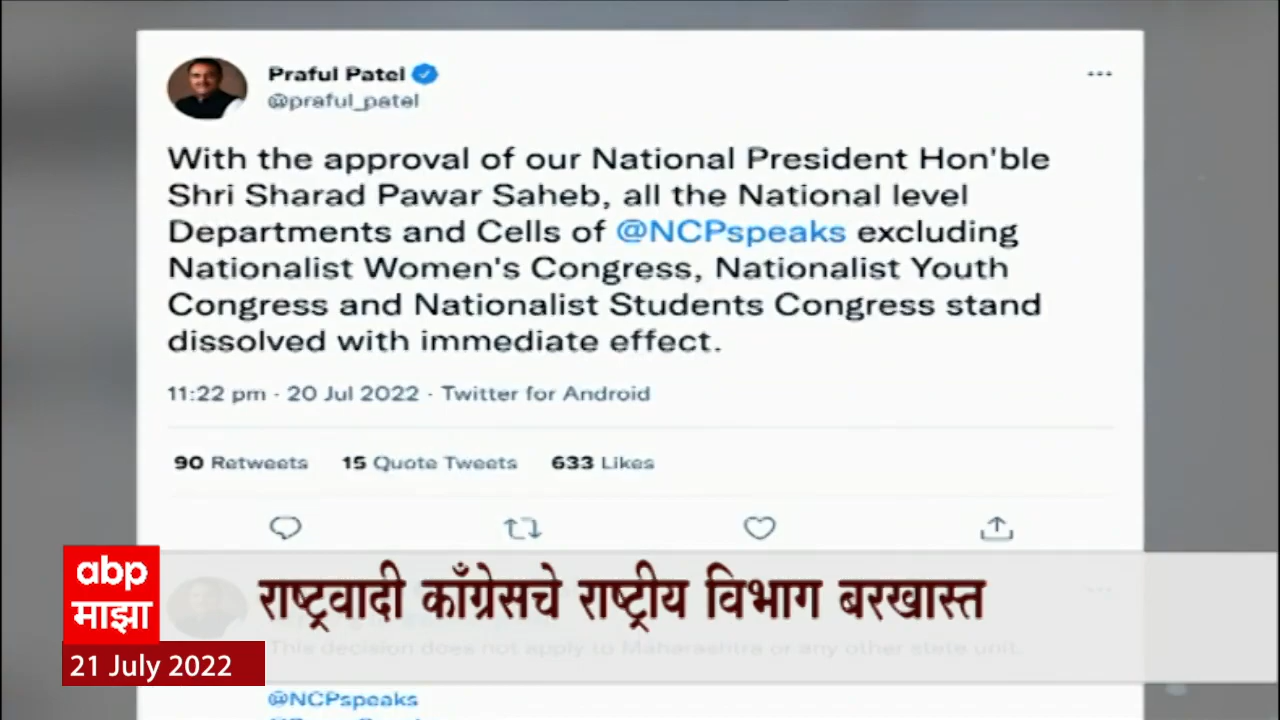 Praful Patel
@praful_patel
With the approval of our National President Hon'ble
Shri Sharad Pawar Saheb, all the National level
Departments and Cells of @NCPspeaks excluding
Nationalist Women's Congress, Nationalist Youth
Congress and Nationalist Students Congress stand
dissolved with immediate effect.
11:22 pm · 20 Jul 2022 · Twitter for Android
90 Retweets 15 Quote Tweets 633 Likes
abp
माझा
राष्ट्रवादी काँग्रेसचे राष्ट्रीय विभाग बरखास्त
This decision does not apply to Maharashtra or any other state unit.
21 July 2022
@NCPspeaks